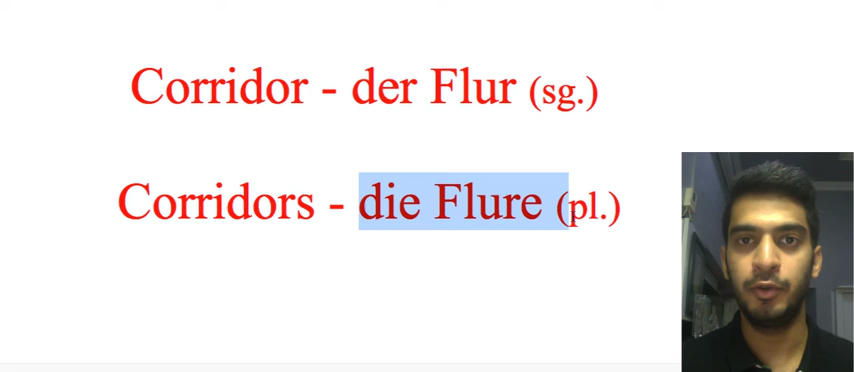 Corridor - der Flur (sg.)
Corridors - die Flure (pl.)